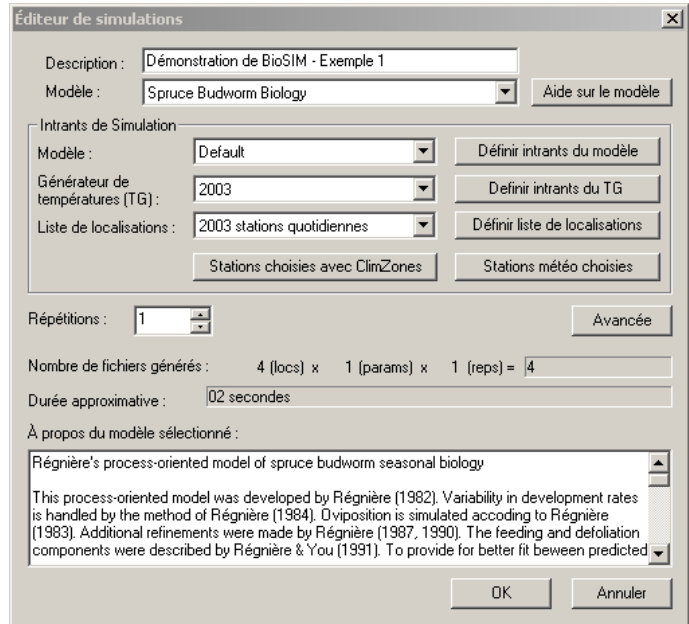 Éditeur de simulations
Description : Démonstration de BioSIM - Exemple 1
Modèle : Spruce Budworm Biology Aide sur le modèle
Intrants de Simulation
Modèle : Default Définir intrants du modèle
Générateur de
températures (TG) : 2003 Definir intrants du TG
Liste de localisations : 2003 stations quotidiennes Définir liste de localisations
Stations choisies avec ClimZones Stations météo choisies
Répétitions : 1 Avancée
Nombre de fichiers générés : 4 (locs) x 1 (params) x 1 (reps) = 4
Durée approximative : 02 secondes
À propos du modèle sélectionné :
Régnière's process-oriented model of spruce budworm seasonal biology
This process-oriented model was developed by Régnière (1982). Variability in development rates
is handled by the method of Régnière (1984). Oviposition is simulated accoding to Régnière
(1983). Additional refinements were made by Régnière (1987, 1990). The feeding and defoliation
components were described by Régnière & You (1991). To provide for better fit beween predicted
OK Annuler